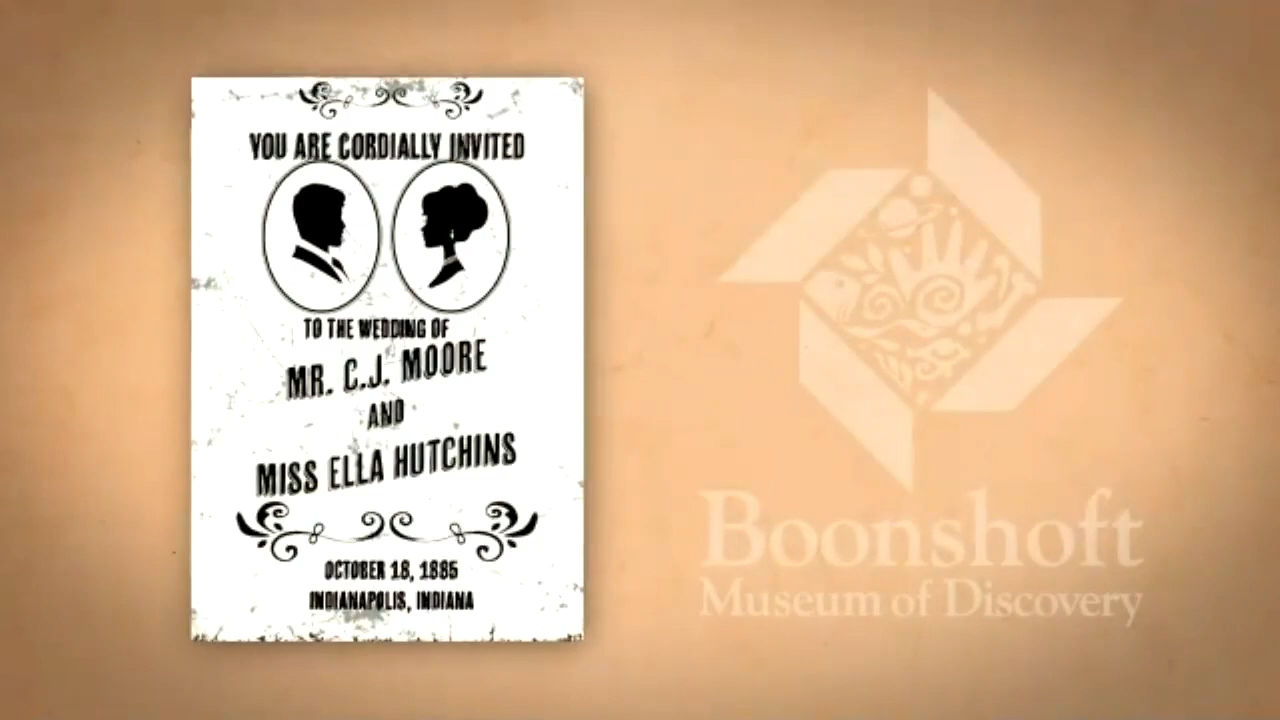 YOU ARE CORDIALLY INVITED
TO THE WEDDING OF
MR. C.J. MOORE
AND
MISS ELLA HUTCHINS
OCTOBER 18, 1885
INDIANAPOLIS, INDIANA
Boonshoft
Museum of Discovery